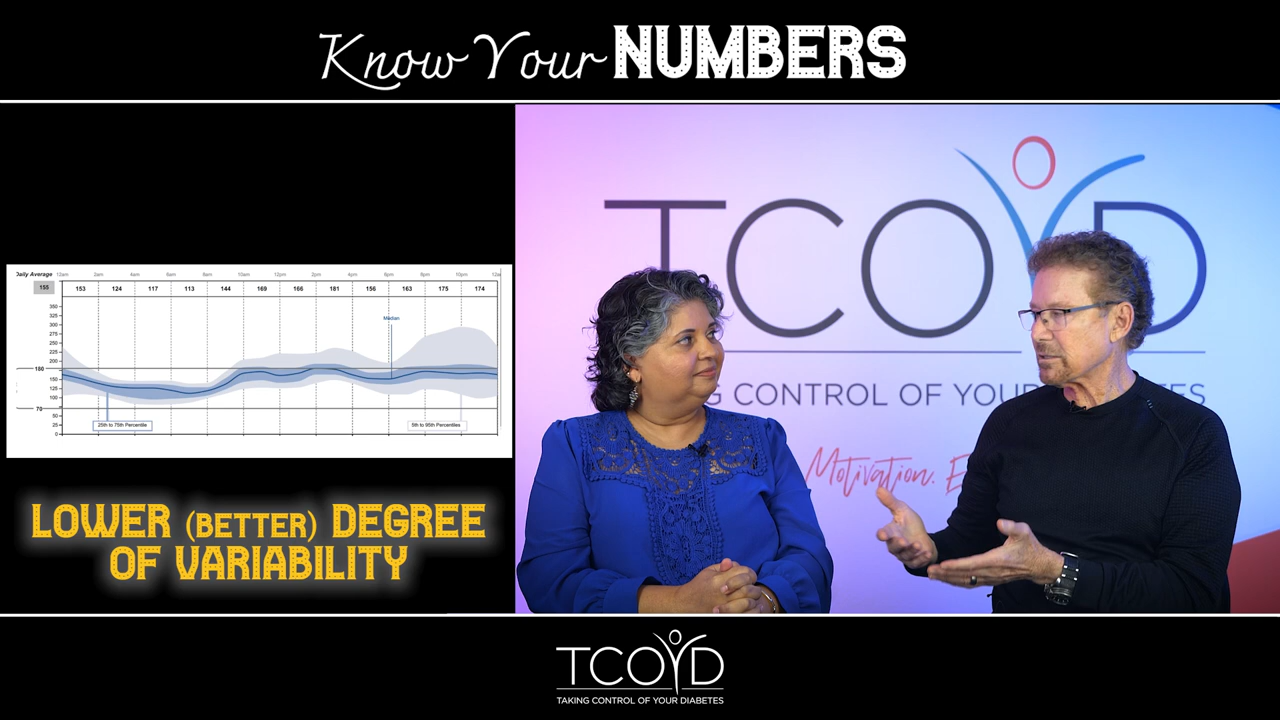 Know Your NUMBERS
Daily Average 12am 2am 4am 6am 8am 10am 12pm 2pm 4pm 6pm 8pm 10pm 12am
155 153 124 117 113 144 169 166 181 156 163 175 174
350
325
300
275
250
225
200
180
150
125
100
70
50
25
0
Median
25th to 75th Percentile
5th to 95th Percentiles
LOWER (BETTER) DEGREE
OF VARIABILITY
TCOYD
G CONTROL OF YOU DIABETES
Motivation. E
TCOYD
TAKING CONTROL OF YOUR DIABETES